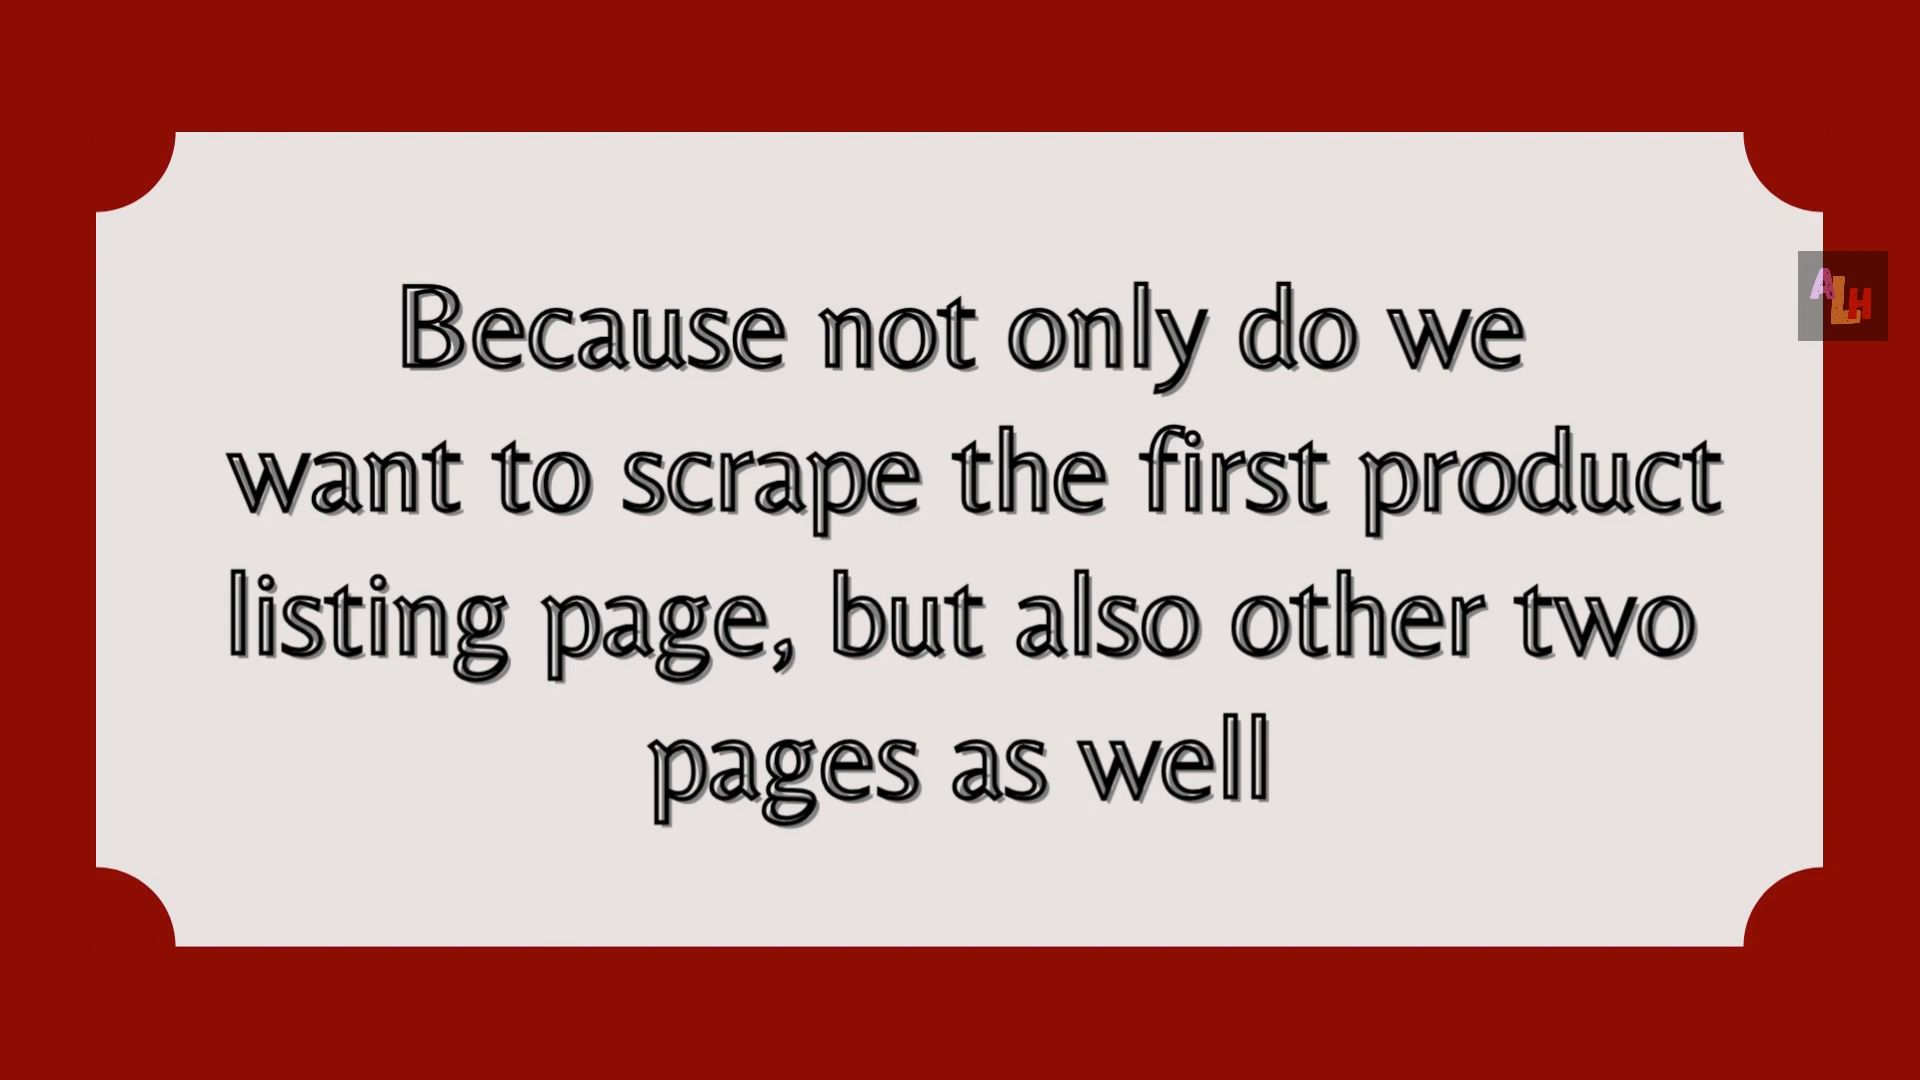 Because not only do we
want to scrape the first product
listing page, but also other two
pages as well
ALH